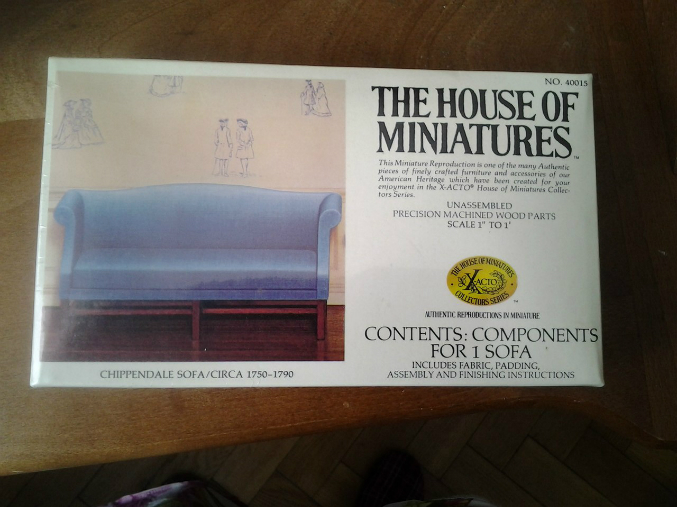 NO. 40015
THE HOUSE OF
MINIATURES™
This Miniature Reproduction is one of the many Authentic
pieces of finely crafted furniture and accessories of our
American Heritage which have been created for your
enjoyment in the X-ACTO® House of Miniatures Collec-
tors Series.
UNASSEMBLED
PRECISION MACHINED WOOD PARTS
SCALE 1" TO 1'
THE HOUSE OF MINIATURES
X-ACTO
COLLECTORS SERIES™
AUTHENTIC REPRODUCTIONS IN MINIATURE
CONTENTS: COMPONENTS
FOR 1 SOFA
INCLUDES FABRIC, PADDING,
ASSEMBLY AND FINISHING INSTRUCTIONS
CHIPPENDALE SOFA/CIRCA 1750-1790